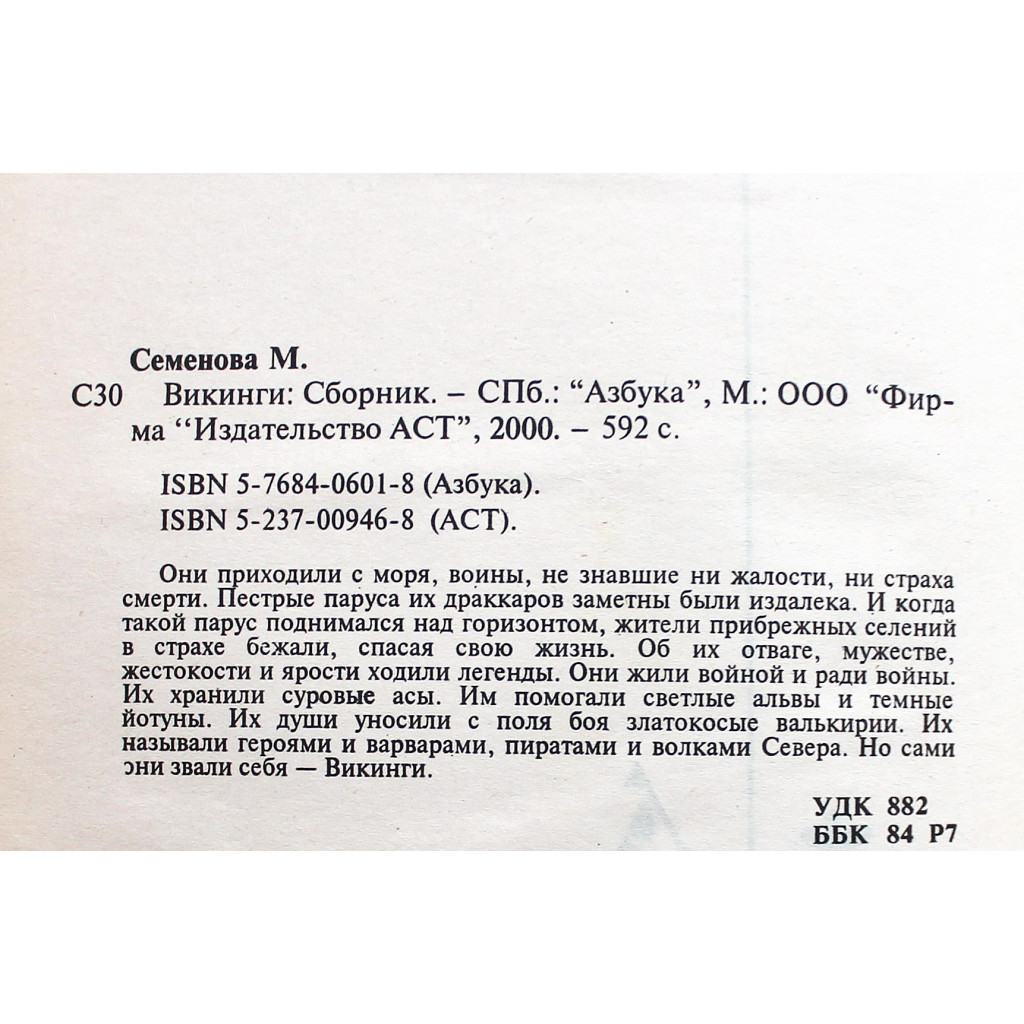 Семенова М.
С30 Викинги: Сборник. – СПб.: “Азбука”, М.: ООО “Фир-
ма “Издательство АСТ”, 2000. – 592 с.
ISBN 5-7684-0601-8 (Азбука).
ISBN 5-237-00946-8 (АСТ).
Они приходили с моря, воины, не знавшие ни жалости, ни страха
смерти. Пестрые паруса их драккаров заметны были издалека. И когда
такой парус поднимался над горизонтом, жители прибрежных селений
в страхе бежали, спасая свою жизнь. Об их отваге, мужестве,
жестокости и ярости ходили легенды. Они жили войной и ради войны.
Их хранили суровые асы. Им помогали светлые альвы и темные
йотуны. Их души уносили с поля боя златокосые валькирии. Их
называли героями и варварами, пиратами и волками Севера. Но сами
они звали себя — Викинги.
УДК 882
ББК 84 Р7